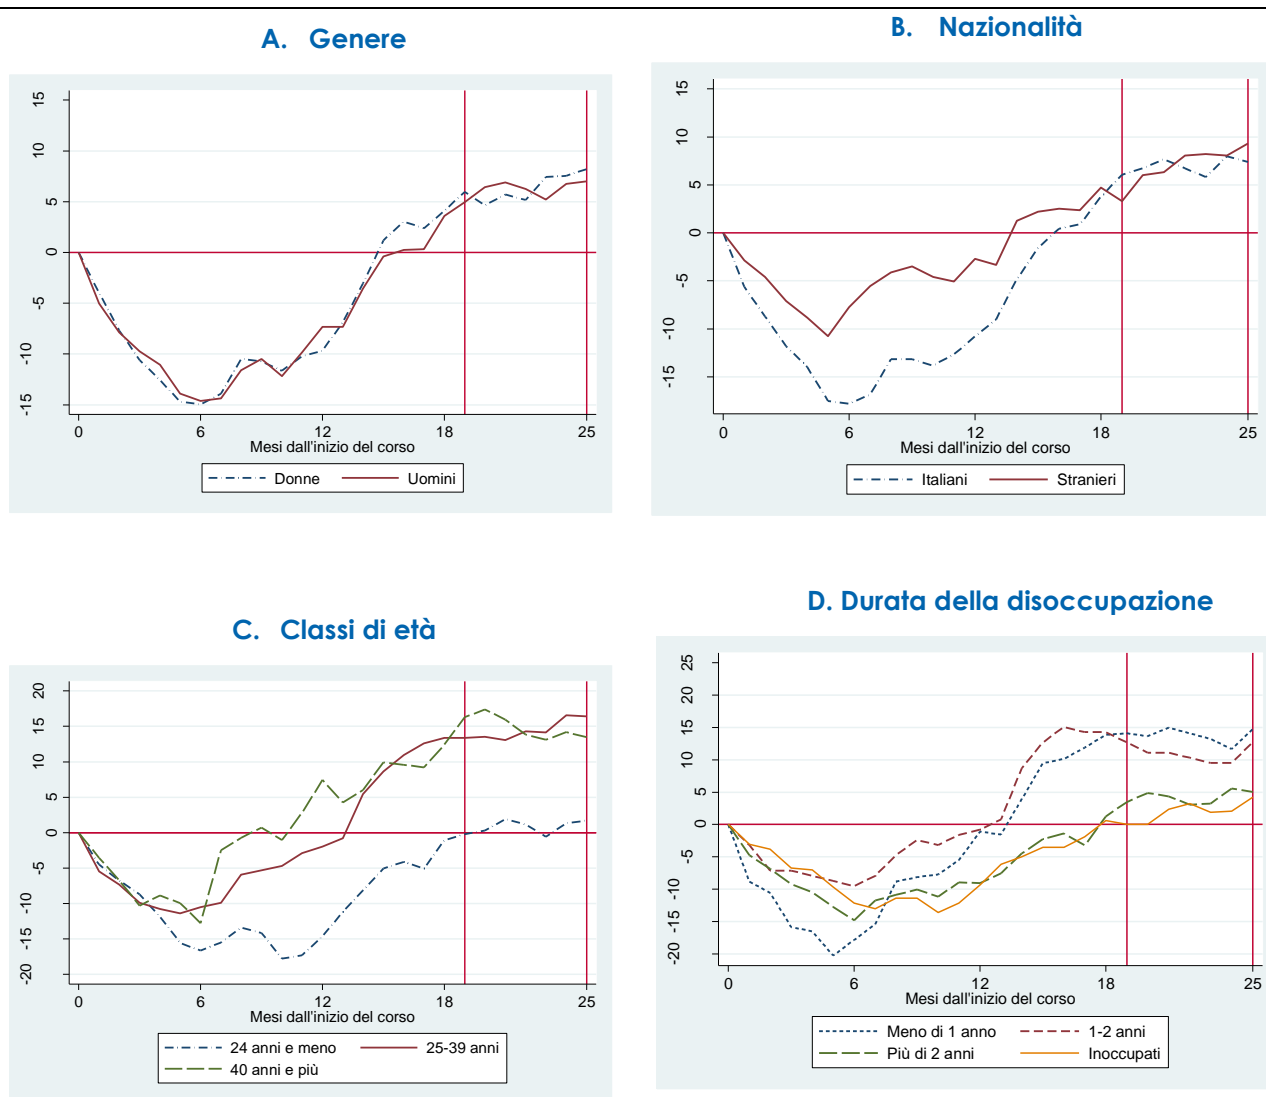 A. Genere
15
10
5
0
-5
-10
-15
0 6 12 18 25
Mesi dall'inizio del corso
Donne Uomini
B. Nazionalità
15
10
5
0
-5
-10
-15
0 6 12 18 25
Mesi dall'inizio del corso
Italiani Stranieri
C. Classi di età
20
15
10
5
0
-5
-10
-15
-20
0 6 12 18 25
Mesi dall'inizio del corso
24 anni e meno 25-39 anni
40 anni e più
D. Durata della disoccupazione
25
20
15
10
5
0
-5
-10
-15
-20
0 6 12 18 25
Mesi dall'inizio del corso
Meno di 1 anno 1-2 anni
Più di 2 anni Inoccupati